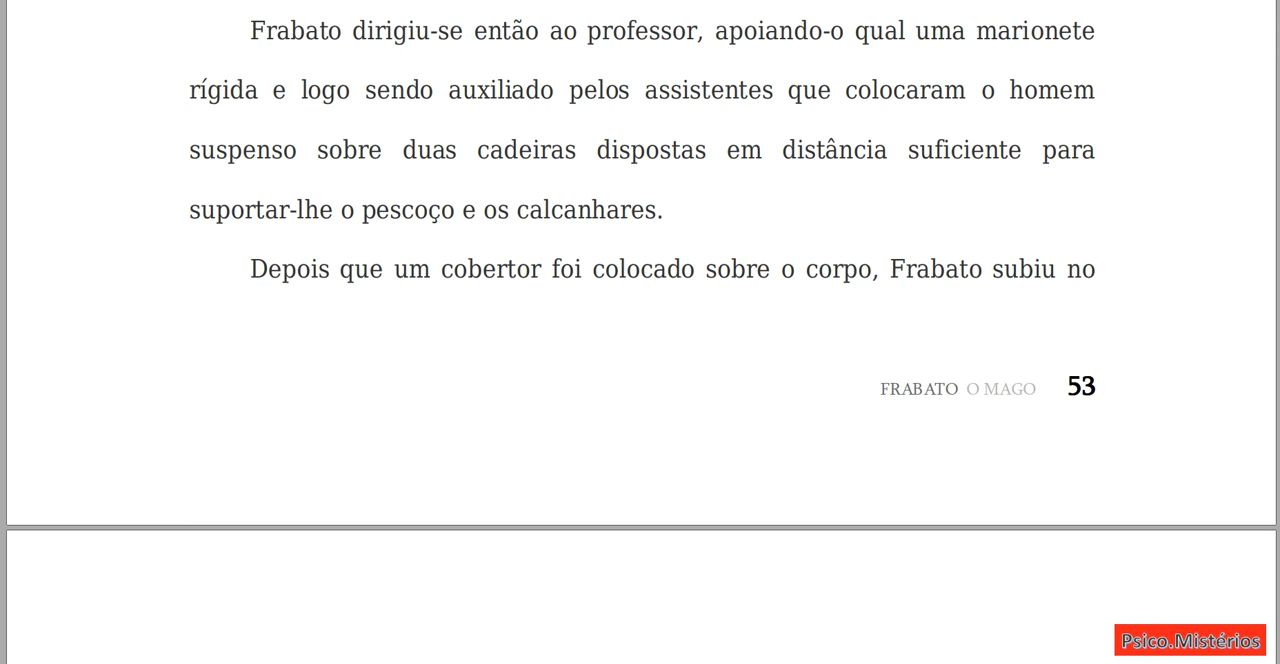 Frabato dirigiu-se então ao professor, apoiando-o qual uma marionete
rígida e logo sendo auxiliado pelos assistentes que colocaram o homem
suspenso sobre duas cadeiras dispostas em distância suficiente para
suportar-lhe o pescoço e os calcanhares.
Depois que um cobertor foi colocado sobre o corpo, Frabato subiu no
FRABATO O MAGO 53
Psico.Mistérios